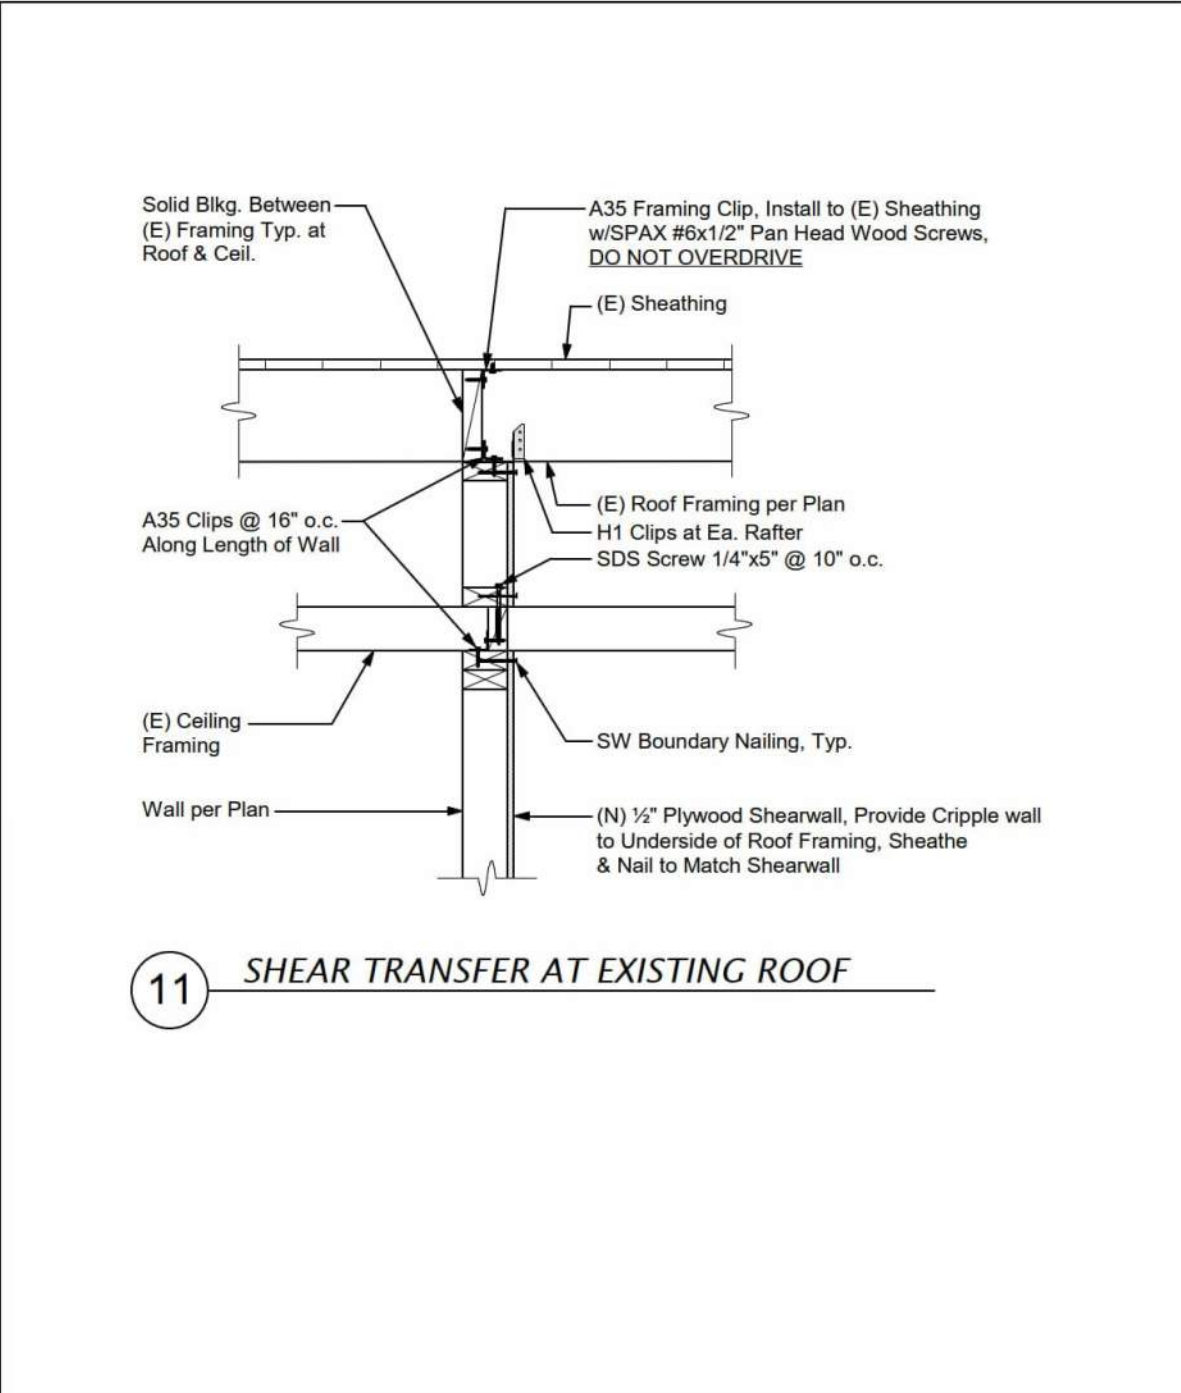 Solid Blkg. Between
(E) Framing Typ. at
Roof & Ceil.
A35 Framing Clip, Install to (E) Sheathing
w/SPAX #6x1/2" Pan Head Wood Screws,
DO NOT OVERDRIVE
(E) Sheathing
A35 Clips @ 16" o.c.
Along Length of Wall
(E) Roof Framing per Plan
H1 Clips at Ea. Rafter
SDS Screw 1/4"x5" @ 10" o.c.
(E) Ceiling
Framing
SW Boundary Nailing, Typ.
Wall per Plan
(N) ½" Plywood Shearwall, Provide Cripple wall
to Underside of Roof Framing, Sheathe
& Nail to Match Shearwall
11
SHEAR TRANSFER AT EXISTING ROOF